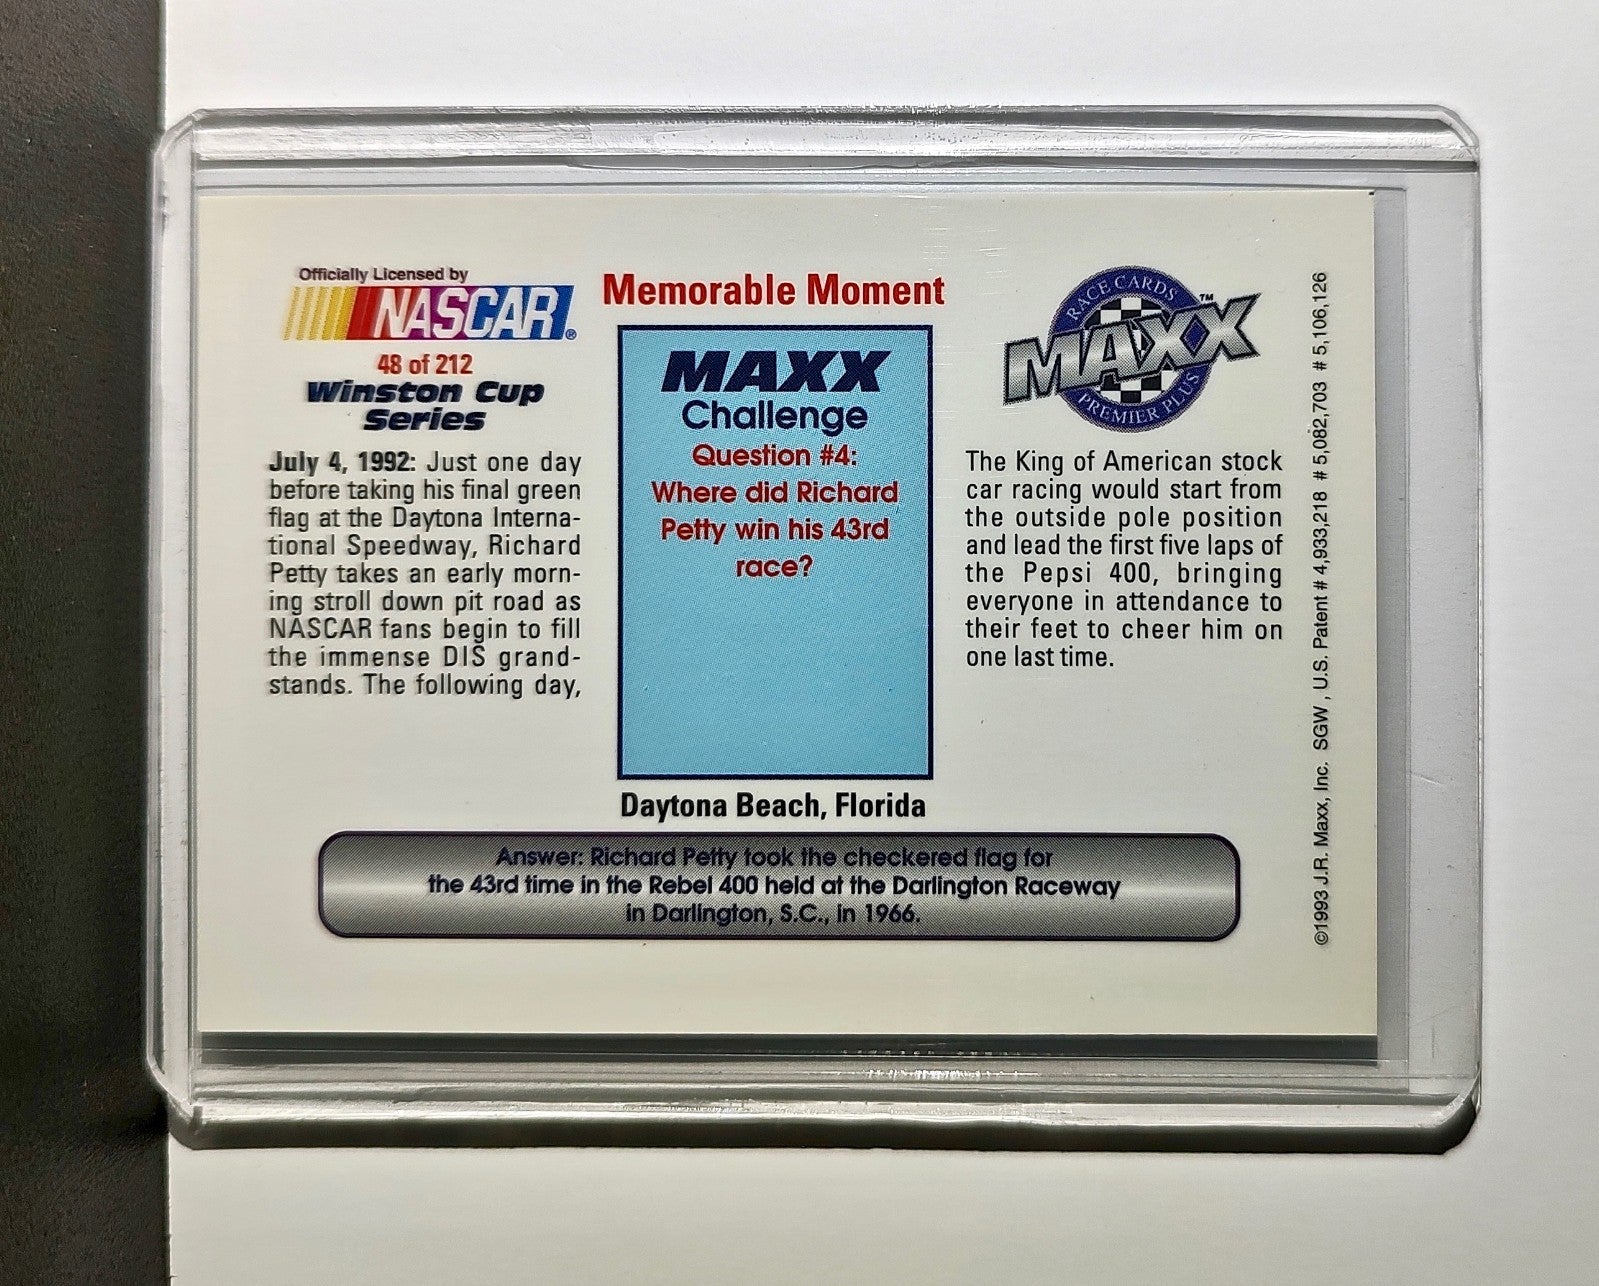 Officially Licensed by
NASCAR®
48 of 212
Winston Cup
Series
July 4, 1992: Just one day
before taking his final green
flag at the Daytona Interna-
tional Speedway, Richard
Petty takes an early morn-
ing stroll down pit road as
NASCAR fans begin to fill
the immense DIS grand-
stands. The following day,
Memorable Moment
MAXX
Challenge
Question #4:
Where did Richard
Petty win his 43rd
race?
Daytona Beach, Florida
RACE CARDS
MAXX™
PREMIER PLUS
The King of American stock
car racing would start from
the outside pole position
and lead the first five laps of
the Pepsi 400, bringing
everyone in attendance to
their feet to cheer him on
one last time.
Answer: Richard Petty took the checkered flag for
the 43rd time in the Rebel 400 held at the Darlington Raceway
in Darlington, S.C., in 1966.
©1993 J.R. Maxx, Inc. SGW , U.S. Patent # 4,933,218 # 5,082,703 # 5,106,126